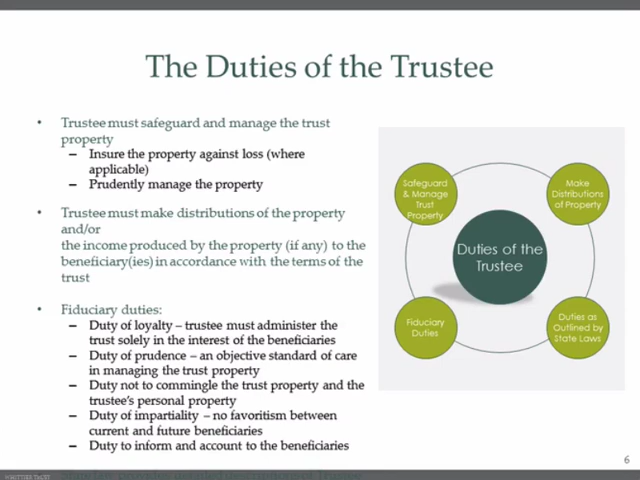 The Duties of the Trustee
• Trustee must safeguard and manage the trust
property
– Insure the property against loss (where
applicable)
– Prudently manage the property
• Trustee must make distributions of the property
and/or
the income produced by the property (if any) to the
beneficiary(ies) in accordance with the terms of the
trust
• Fiduciary duties:
– Duty of loyalty – trustee must administer the
trust solely in the interest of the beneficiaries
– Duty of prudence – an objective standard of care
in managing the trust property
– Duty not to commingle the trust property and the
trustee's personal property
– Duty of impartiality – no favoritism between
current and future beneficiaries
– Duty to inform and account to the beneficiaries
Safeguard
& Manage
Trust
Property
Make
Distributions
of Property
Duties of the
Trustee
Fiduciary
Duties
Duties as
Outlined by
State Laws
6
WHITTIER TRUST